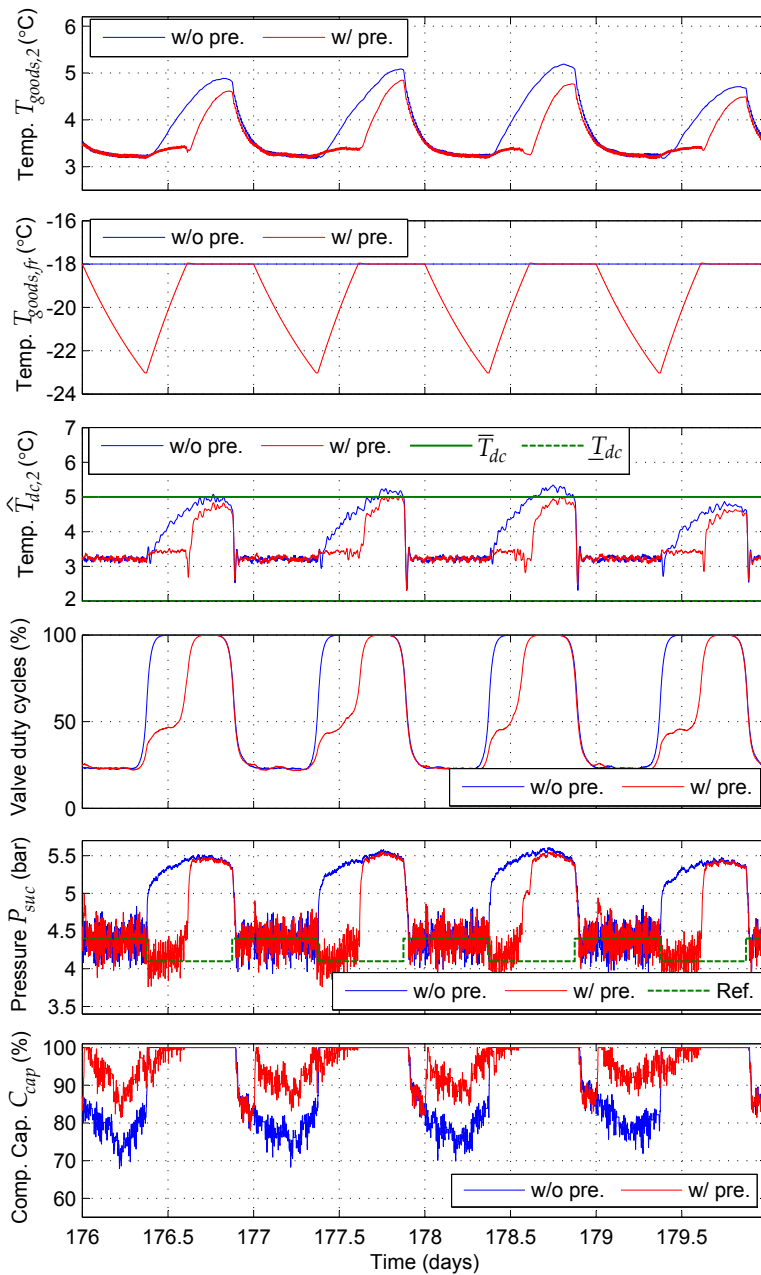 Temp. T_goods,2 (°C)
6
5
4
3
w/o pre. w/ pre.
Temp. T_goods,fr (°C)
-16
-18
-20
-22
-24
w/o pre. w/ pre.
Temp. T̂_dc,2 (°C)
7
6
5
4
3
2
w/o pre. w/ pre. T̅_dc T̲_dc
Valve duty cycles (%)
100
50
0
w/o pre. w/ pre.
Pressure P_suc (bar)
5.5
4.5
4
3.4
w/o pre. w/ pre. Ref.
Comp. Cap. C_cap (%)
100
90
80
70
60
w/o pre. w/ pre.
176 176.5 177 177.5 178 178.5 179 179.5
Time (days)